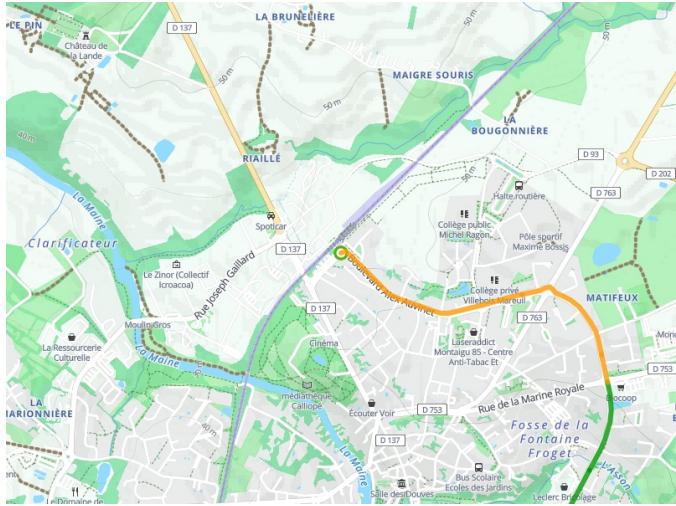 LE PIN
Château de
la Lande
D 137
LA BRUNELIÈRE
50 m
MAIGRE SOURIS
50 m
50 m
LA
BOUGONNIÈRE
40 m
RIAILLÉ
D 93
D 202
50 m
D 763
Halte routière
La Maine
Spoticar
Collège public
Michel Ragon
Pôle sportif
Maxime Bossis
Clarificateur
D 137
Le Zinor (Collectif
Icroacoa)
Rue Joseph Gaillard
Boulevard Alex Auvinet
Collège privé
Villebois Mareuil
MATIFEUX
D 137
D 763
Moulin Gros
La Ressourcerie
Culturelle
Cinéma
Laseraddict
Montaigu 85 - Centre
Anti-Tabac Et
La Maine
D 753
LA
MARIONNIÈRE
médiathèque
Calliope
Écouter Voir
D 753
Rue de la Marine Royale
Biocoop
40 m
D 137
Fosse de la
Fontaine
Froget
La Maine
Bus Scolaire
Ecoles des Jardins
L'Asson
Le Domaine de
Salle des Douves
Leclerc Bricolage